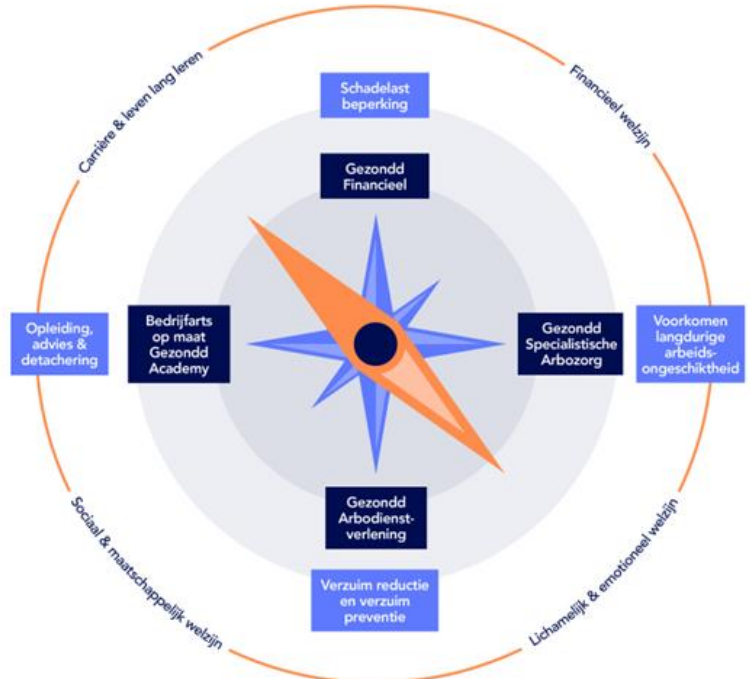 Carrière & leven lang leren
Financieel welzijn
Schadelast
beperking
Gezondd
Financieel
Opleiding,
advies &
detachering
Bedrijfarts
op maat
Gezondd
Academy
Gezondd
Specialistische
Arbozorg
Voorkomen
langdurige
arbeids-
ongeschiktheid
Gezondd
Arbodienst-
verlening
Verzuim reductie
en verzuim
preventie
Sociaal & maatschappelijk welzijn
Lichamelijk & emotioneel welzijn